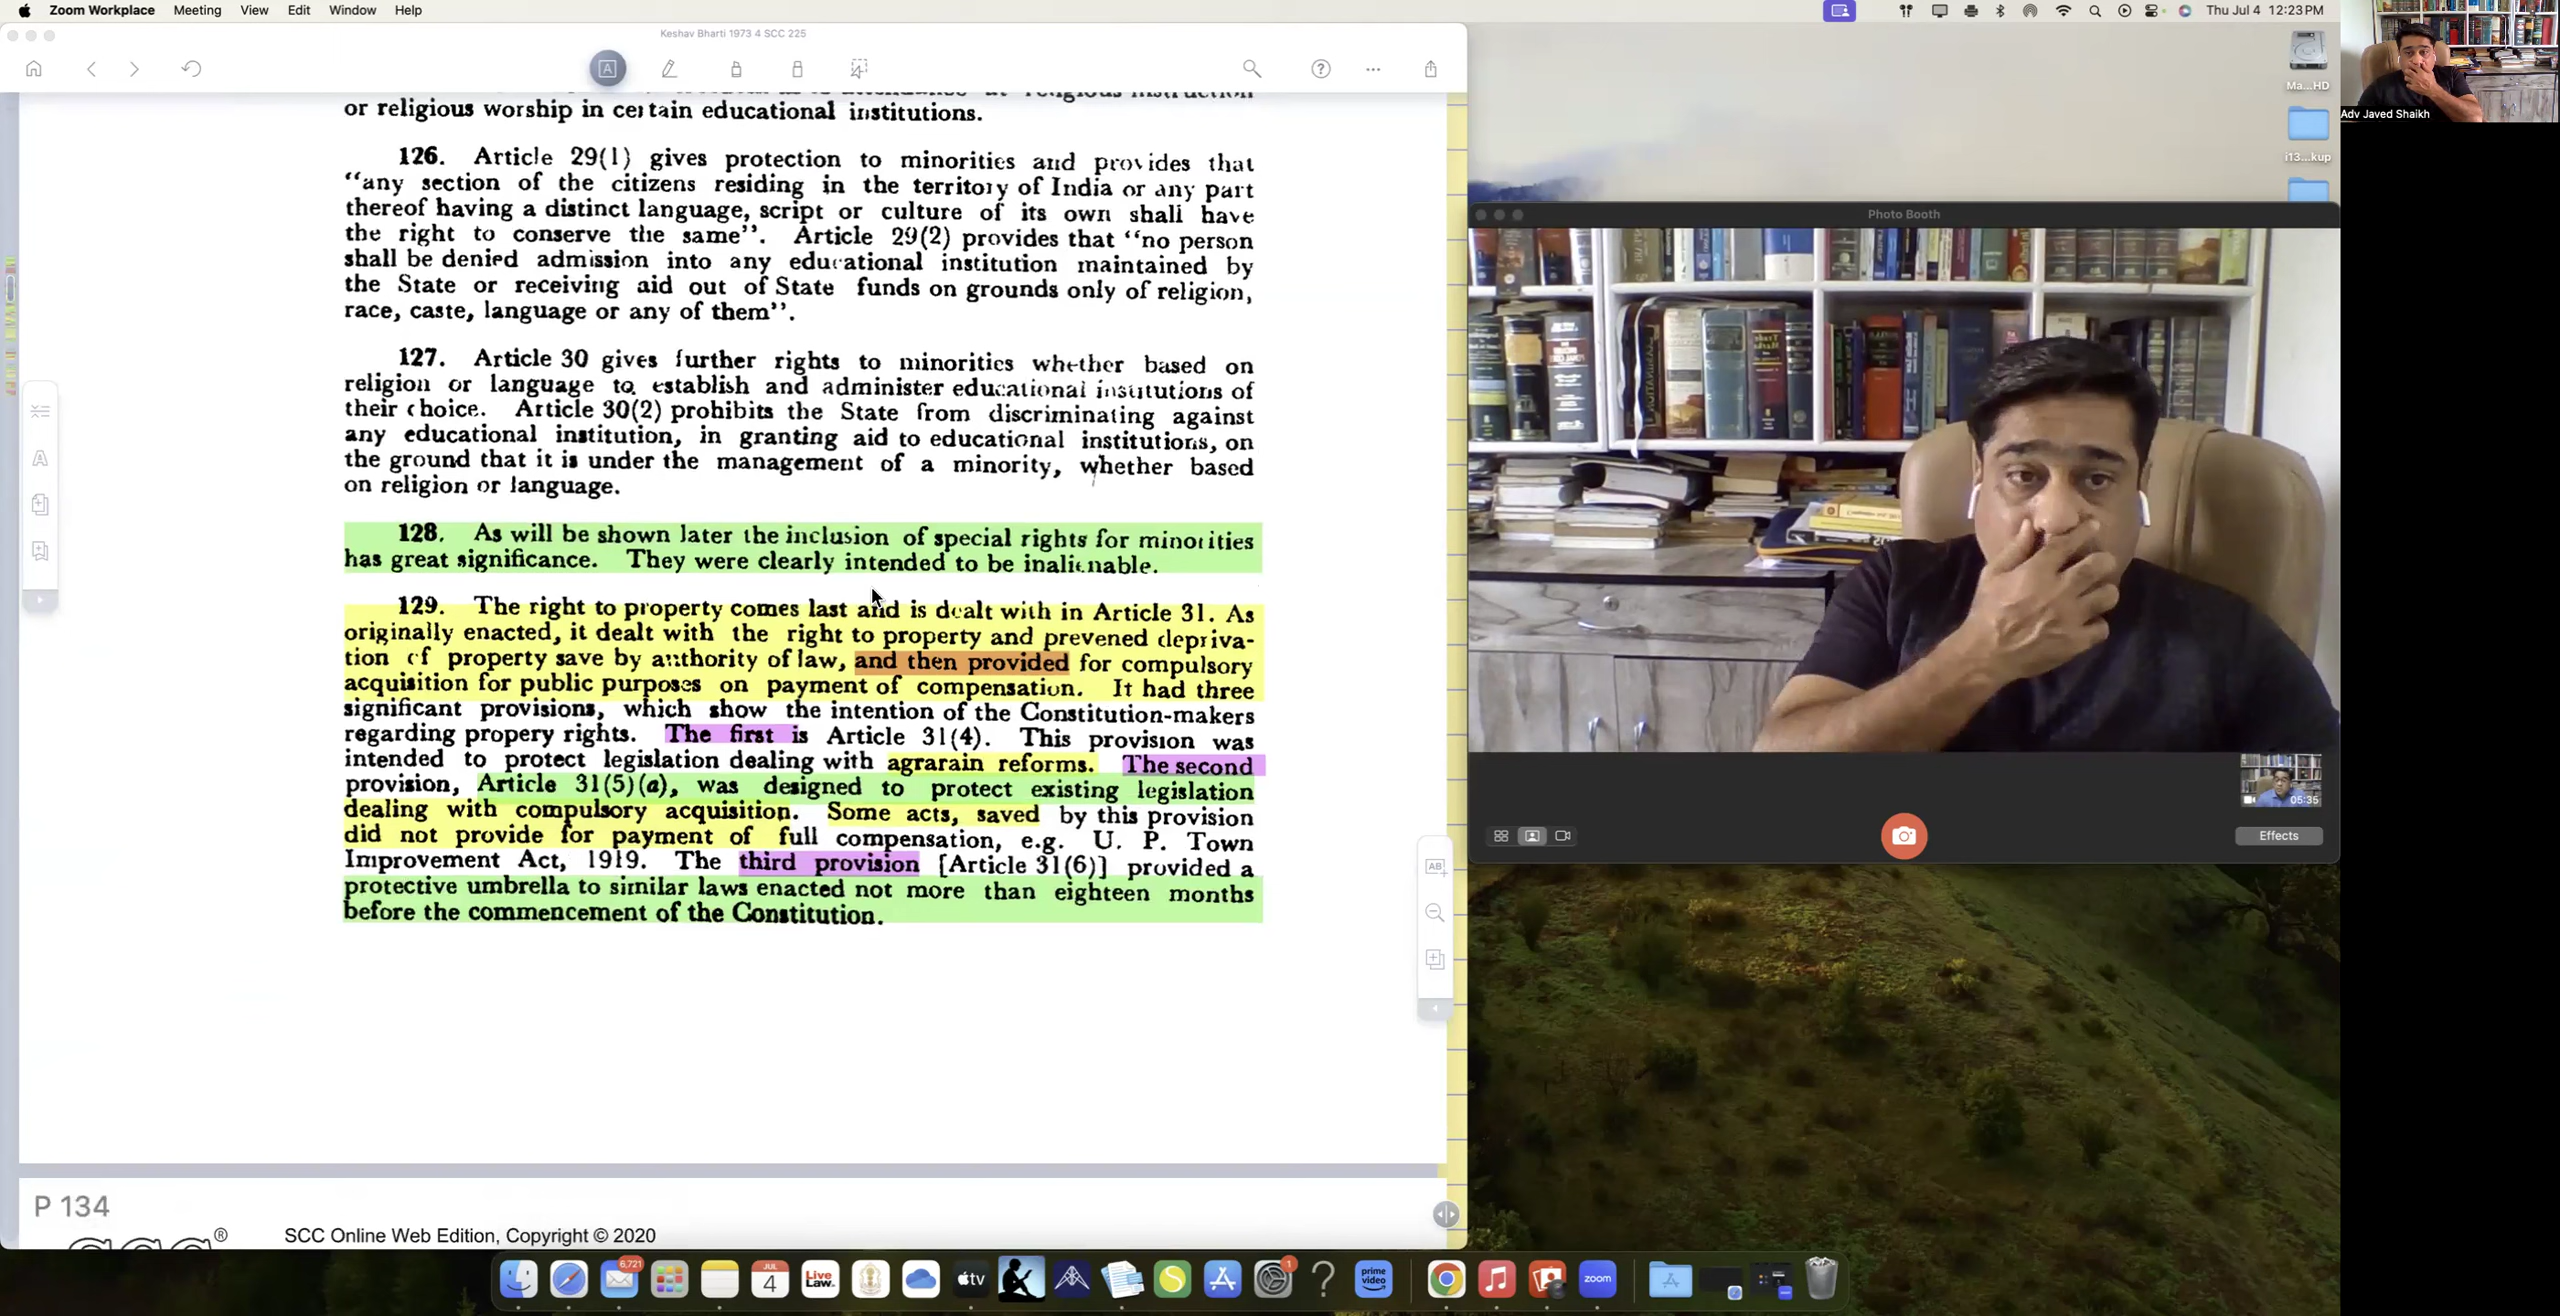 Zoom Workplace Meeting View Edit Window Help
Thu Jul 4 12:23 PM
Keshav Bharti 1973 4 SCC 225
or religious worship in certain educational institutions.
126. Article 29(1) gives protection to minorities and provides that
“any section of the citizens residing in the territory of India or any part
thereof having a distinct language, script or culture of its own shall have
the right to conserve the same”. Article 29(2) provides that “no person
shall be denied admission into any educational institution maintained by
the State or receiving aid out of State funds on grounds only of religion,
race, caste, language or any of them”.
127. Article 30 gives further rights to minorities whether based on
religion or language to establish and administer educational institutions of
their choice. Article 30(2) prohibits the State from discriminating against
any educational institution, in granting aid to educational institutions, on
the ground that it is under the management of a minority, whether based
on religion or language.
128. As will be shown later the inclusion of special rights for minorities
has great significance. They were clearly intended to be inalienable.
129. The right to property comes last and is dealt with in Article 31. As
originally enacted, it dealt with the right to property and prevened depriva-
tion of property save by authority of law, and then provided for compulsory
acquisition for public purposes on payment of compensation. It had three
significant provisions, which show the intention of the Constitution-makers
regarding propery rights. The first is Article 31(4). This provision was
intended to protect legislation dealing with agrarain reforms. The second
provision, Article 31(5)(a), was designed to protect existing legislation
dealing with compulsory acquisition. Some acts, saved by this provision
did not provide for payment of full compensation, e.g. U. P. Town
Improvement Act, 1919. The third provision [Article 31(6)] provided a
protective umbrella to similar laws enacted not more than eighteen months
before the commencement of the Constitution.
P 134
SCC Online Web Edition, Copyright © 2020
Ma...HD
i13...kup
Adv Javed Shaikh
Photo Booth
05:35
Effects
6,721
JUL
4
Live
Law.
tv
1
prime
video
zoom